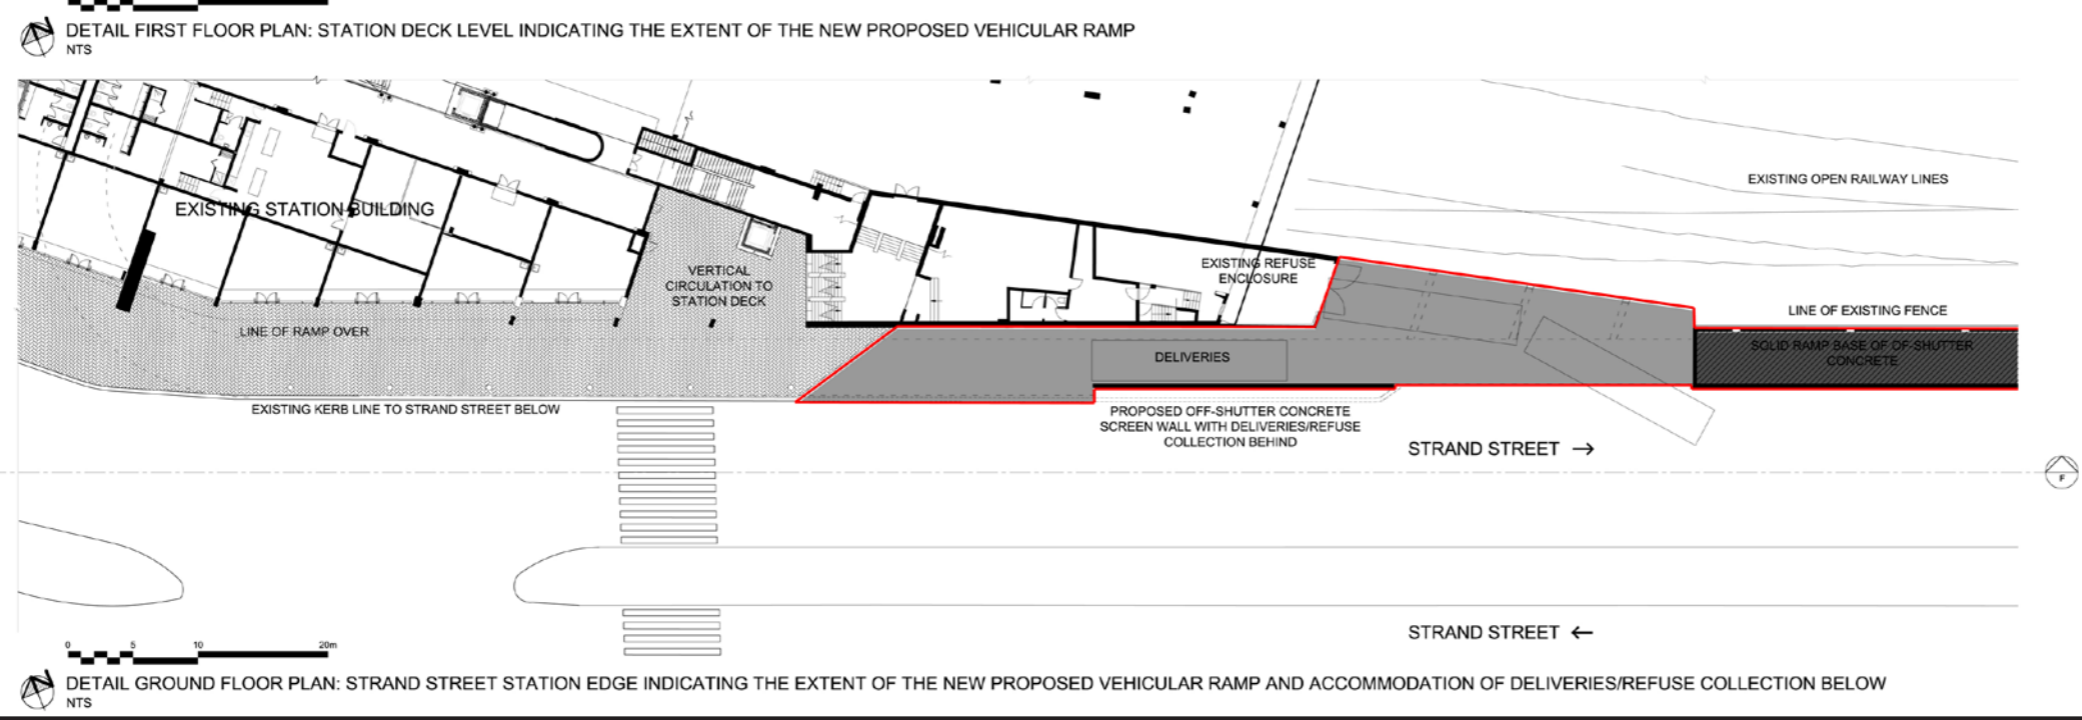 DETAIL FIRST FLOOR PLAN: STATION DECK LEVEL INDICATING THE EXTENT OF THE NEW PROPOSED VEHICULAR RAMP
NTS
EXISTING OPEN RAILWAY LINES
EXISTING STATION BUILDING
VERTICAL
CIRCULATION TO
STATION DECK
EXISTING REFUSE
ENCLOSURE
LINE OF EXISTING FENCE
LINE OF RAMP OVER
DELIVERIES
SOLID RAMP BASE OF OF-SHUTTER
CONCRETE
EXISTING KERB LINE TO STRAND STREET BELOW
PROPOSED OFF-SHUTTER CONCRETE
SCREEN WALL WITH DELIVERIES/REFUSE
COLLECTION BEHIND
STRAND STREET →
F
STRAND STREET ←
0 5 10 20m
DETAIL GROUND FLOOR PLAN: STRAND STREET STATION EDGE INDICATING THE EXTENT OF THE NEW PROPOSED VEHICULAR RAMP AND ACCOMMODATION OF DELIVERIES/REFUSE COLLECTION BELOW
NTS